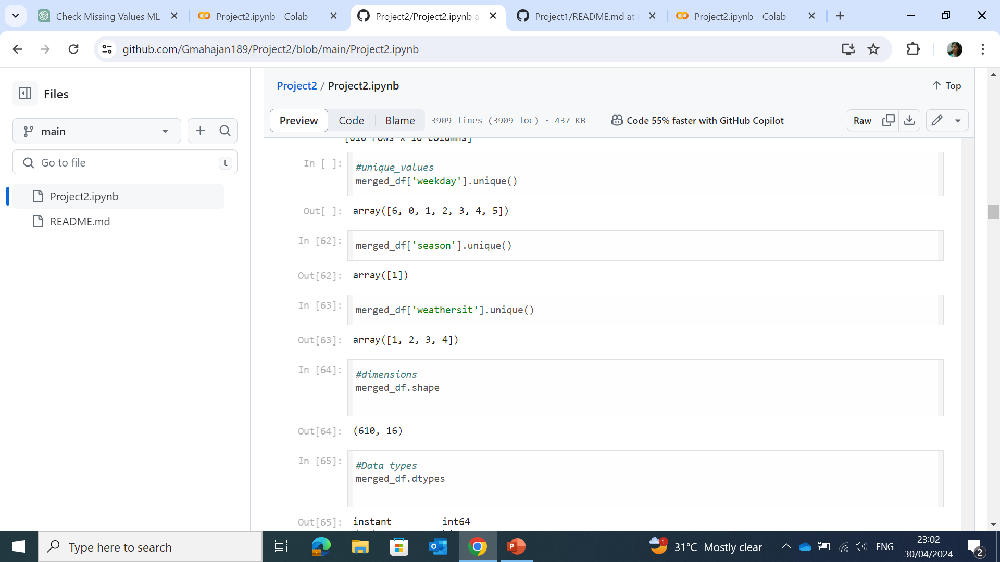 Check Missing Values ML
Project2.ipynb - Colab
Project2/Project2.ipynb a
Project1/README.md at
Project2.ipynb - Colab
github.com/Gmahajan189/Project2/blob/main/Project2.ipynb
Files
main
Go to file
t
Project2.ipynb
README.md
Project2 / Project2.ipynb
Top
Preview
Code
Blame
3909 lines (3909 loc) · 437 KB
Code 55% faster with GitHub Copilot
Raw
[610 rows x 16 columns]
In [ ]:
#unique_values
merged_df['weekday'].unique()
Out[ ]: array([6, 0, 1, 2, 3, 4, 5])
In [62]:
merged_df['season'].unique()
Out[62]: array([1])
In [63]:
merged_df['weathersit'].unique()
Out[63]: array([1, 2, 3, 4])
In [64]:
#dimensions
merged_df.shape
Out[64]: (610, 16)
In [65]:
#Data types
merged_df.dtypes
Out[65]: instant int64
Type here to search
1
31°C Mostly clear
ENG
23:02
30/04/2024
2